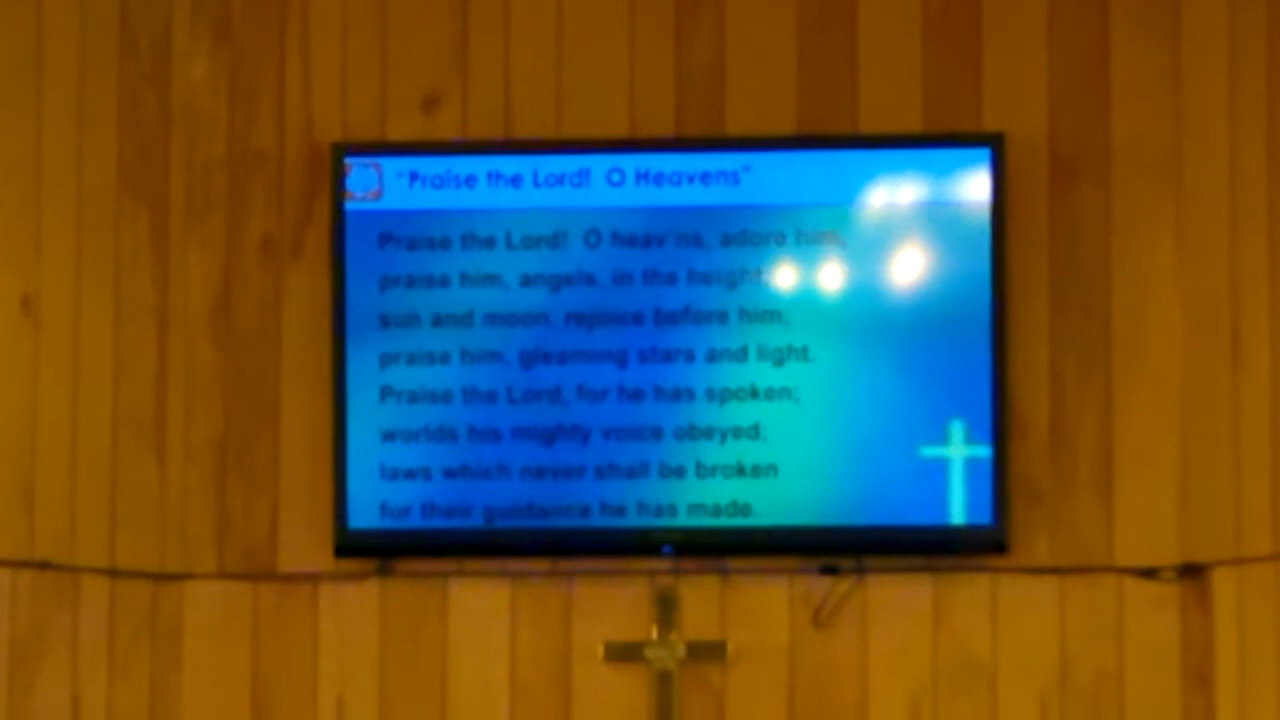 "Praise the Lord! O Heavens"
Praise the Lord! O heav'ns, adore him;
praise him, angels, in the height;
sun and moon, rejoice before him;
praise him, gleaming stars and light.
Praise the Lord, for he has spoken;
worlds his mighty voice obeyed;
laws which never shall be broken
for their guidance he has made.